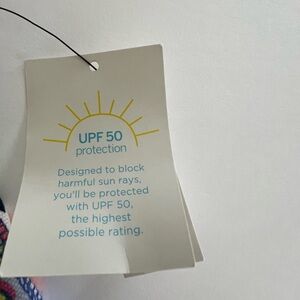 UPF 50
protection
Designed to block
harmful sun rays,
you'll be protected
with UPF 50,
the highest
possible rating.